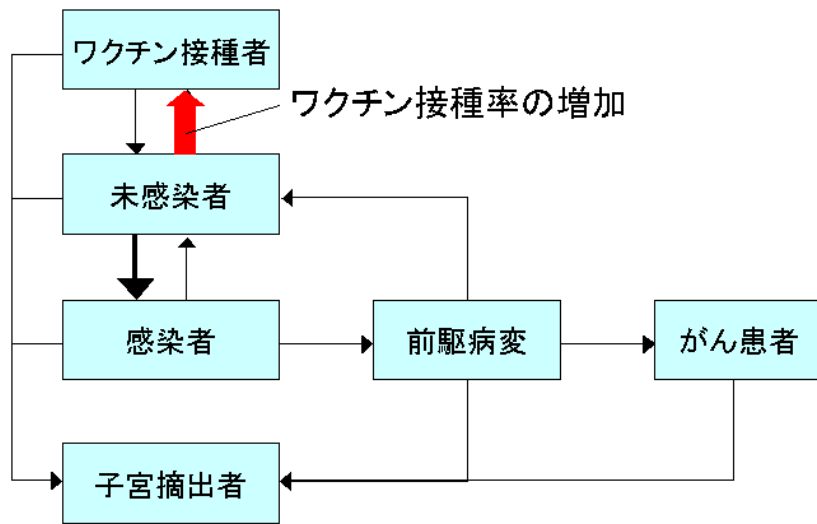 ワクチン接種者
ワクチン接種率の増加
未感染者
感染者
前駆病変
がん患者
子宮摘出者